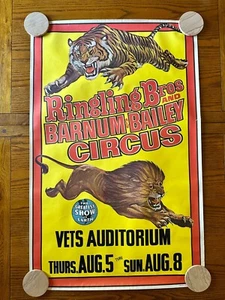 Ringling Bros
AND
BARNUM & BAILEY
CIRCUS
THE
GREATEST
SHOW
ON EARTH
VETS AUDITORIUM
THURS. AUG. 5 THRU SUN. AUG. 8